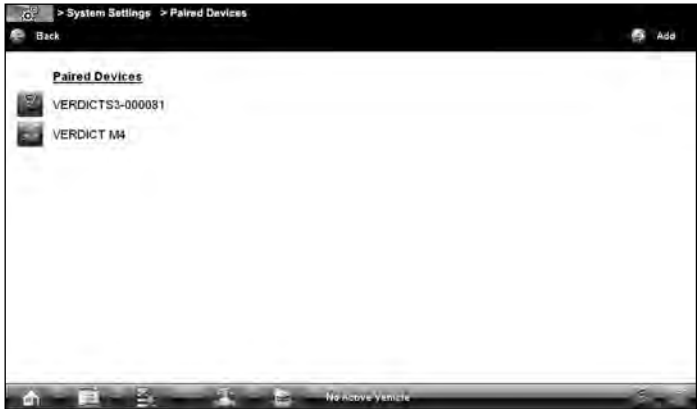 > System Settings > Paired Devices
Back
Add
Paired Devices
VERDICTS3-000081
VERDICT M4
No Active Vehicle